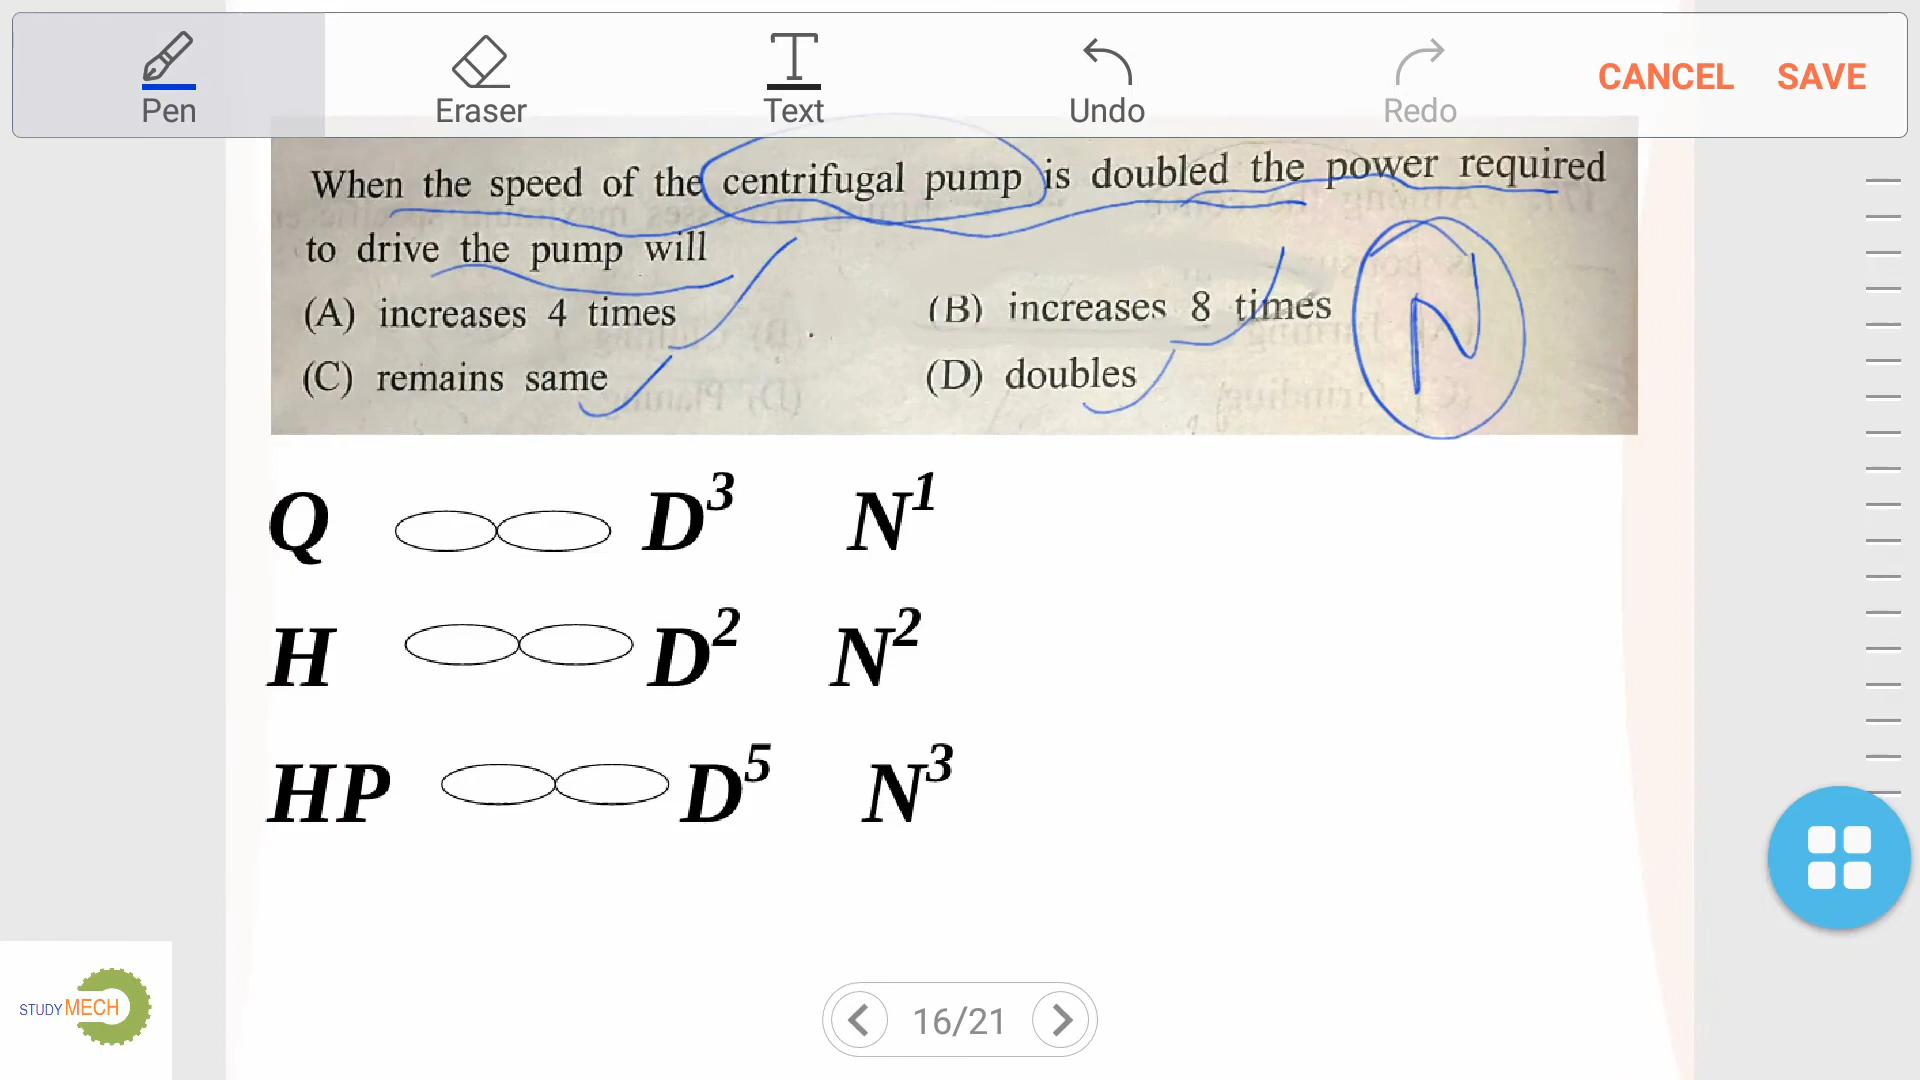 Pen
Eraser
Text
Undo
Redo
CANCEL SAVE
When the speed of the centrifugal pump is doubled the power required
to drive the pump will
(A) increases 4 times (B) increases 8 times
(C) remains same (D) doubles
N
Q D³ N¹
H D² N²
HP D⁵ N³
STUDY MECH
16/21